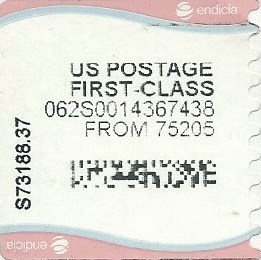 endicia
US POSTAGE
FIRST-CLASS
062S0014367438
FROM 75205
S73188.37
endicia